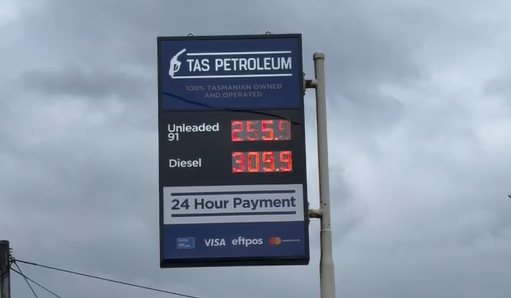 TAS PETROLEUM
100% TASMANIAN OWNED
AND OPERATED
Unleaded 255.9
91
Diesel 305.9
24 Hour Payment
VISA eftpos